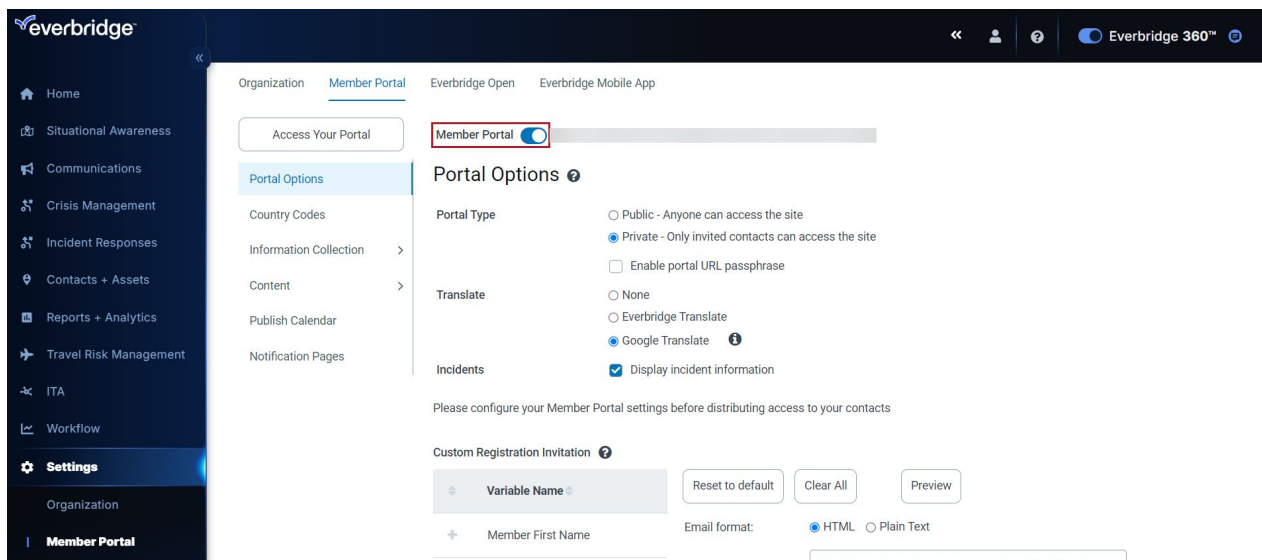 everbridge™
Everbridge 360™
Home
Situational Awareness
Communications
Crisis Management
Incident Responses
Contacts + Assets
Reports + Analytics
Travel Risk Management
ITA
Workflow
Settings
Organization
Member Portal
Organization Member Portal Everbridge Open Everbridge Mobile App
Access Your Portal
Portal Options
Country Codes
Information Collection
Content
Publish Calendar
Notification Pages
Member Portal
Portal Options
Portal Type
Public - Anyone can access the site
Private - Only invited contacts can access the site
Enable portal URL passphrase
Translate
None
Everbridge Translate
Google Translate
Incidents
Display incident information
Please configure your Member Portal settings before distributing access to your contacts
Custom Registration Invitation
Variable Name
Member First Name
Reset to default Clear All Preview
Email format: HTML Plain Text